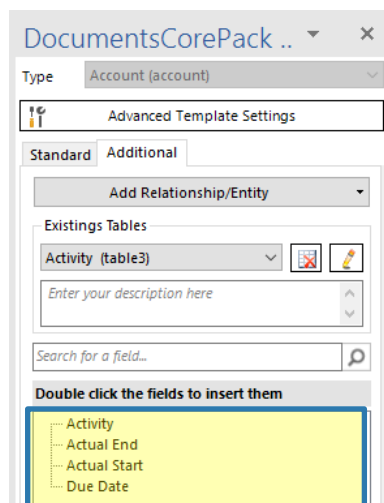 DocumentsCorePack ..
Type Account (account)
Advanced Template Settings
Standard Additional
Add Relationship/Entity
Existings Tables
Activity (table3)
Enter your description here
Search for a field...
Double click the fields to insert them
Activity
Actual End
Actual Start
Due Date